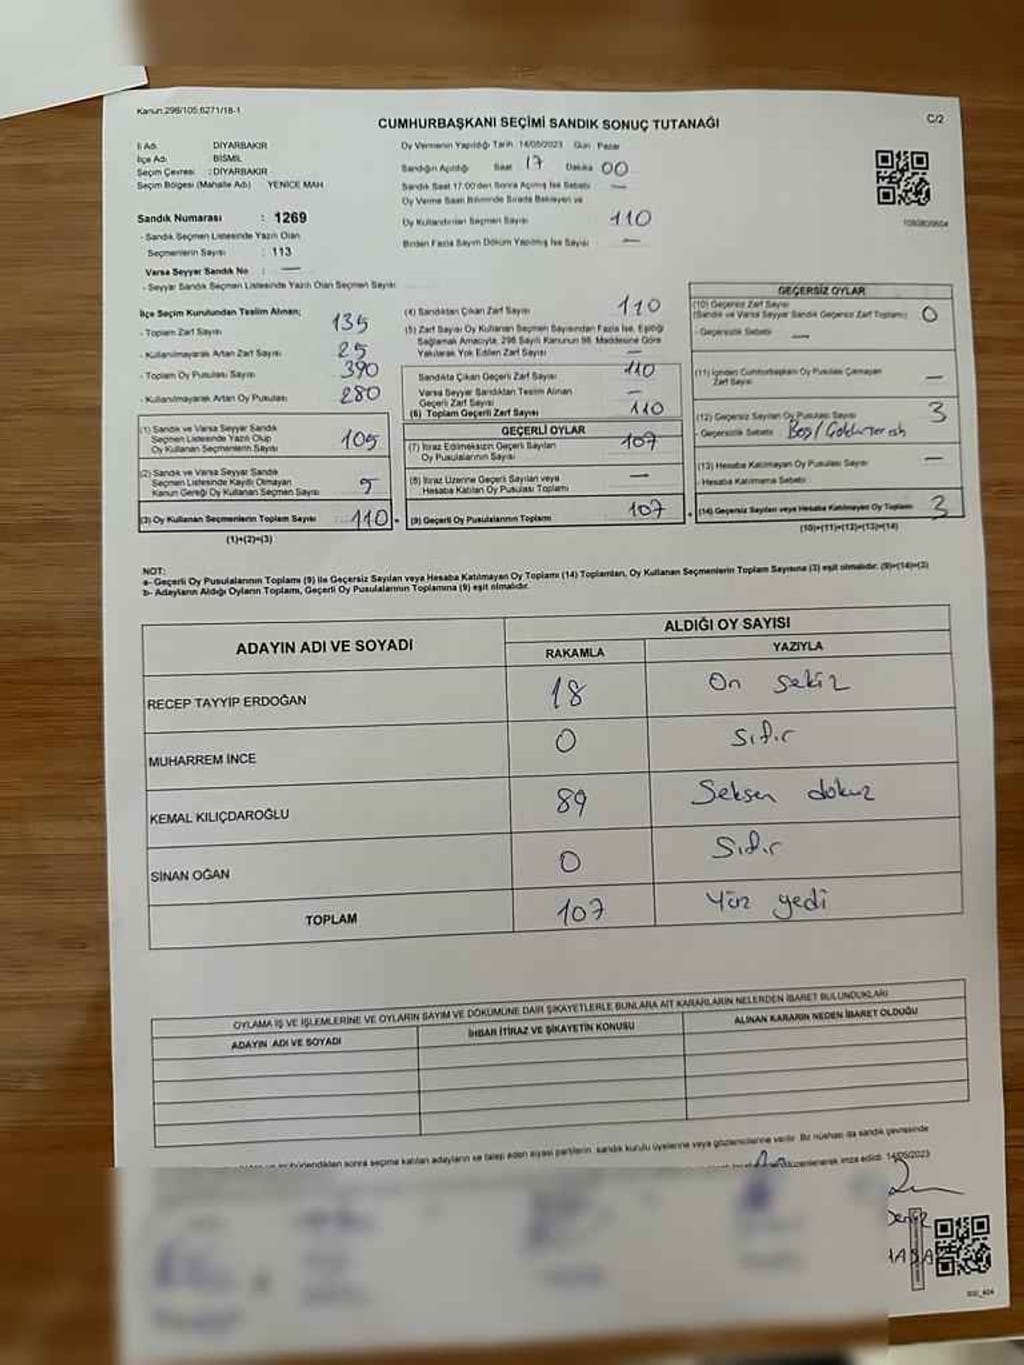 Kanun:298/105;6271/18-1
C/2
CUMHURBAŞKANI SEÇİMİ SANDIK SONUÇ TUTANAĞI
İl Adı DİYARBAKIR
İlçe Adı BİSMİL
Seçim Çevresi : DİYARBAKIR
Seçim Bölgesi (Mahalle Adı) YENİCE MAH
Sandık Numarası : 1269
- Sandık Seçmen Listesinde Yazılı Olan
Seçmenlerin Sayısı : 113
Varsa Seyyar Sandık No : —
- Seyyar Sandık Seçmen Listesinde Yazılı Olan Seçmen Sayısı
Oy Vermenin Yapıldığı Tarih 14/05/2023 Gün Pazar
Sandığın Açıldığı Saat 17 Dakika 00
Sandık Saat 17.00'den Sonra Açılmış İse Sebebi —
Oy Verme Saati Bitiminde Sırada Bekleyen ve
Oy Kullandırılan Seçmen Sayısı 110
Birden Fazla Sayım Döküm Yapılmış İse Sayısı —
İlçe Seçim Kurulundan Teslim Alınan;
- Toplam Zarf Sayısı 135
- Kullanılmayarak Artan Zarf Sayısı 25
- Toplam Oy Pusulası Sayısı 390
- Kullanılmayarak Artan Oy Pusulası 280
(1) Sandık ve Varsa Seyyar Sandık
Seçmen Listesinde Yazılı Olup
Oy Kullanan Seçmen Sayısı 105
(2) Sandık ve Varsa Seyyar Sandık
Seçmen Listesinde Kayıtlı Olmayan
Kanun Gereği Oy Kullanan Seçmen Sayısı
(3) Oy Kullanan Seçmenlerin Toplam Sayısı 110
(1)+(2)=(3)
(4) Sandıktan Çıkan Zarf Sayısı 110
(5) Zarf Sayısı Oy Kullanan Seçmen Sayısından Fazla İse, Eşitliği
Sağlamak Amacıyla, 298 Sayılı Kanunun 98. Maddesine Göre
Yakılarak Yok Edilen Zarf Sayısı —
Sandıkta Çıkan Geçerli Zarf Sayısı 110
Varsa Seyyar Sandıktan Teslim Alınan
Geçerli Zarf Sayısı —
(6) Toplam Geçerli Zarf Sayısı 110
GEÇERLİ OYLAR
(7) İtiraz Edilmeksizin Geçerli Sayılan
Oy Pusulalarının Sayısı 107
(8) İtiraz Üzerine Geçerli Sayılan veya
Hesaba Katılan Oy Pusulası Toplamı —
(9) Geçerli Oy Pusulalarının Toplamı 107
GEÇERSİZ OYLAR
(10) Geçersiz Zarf Sayısı
(Sandık ve Varsa Seyyar Sandık Geçersiz Zarf Toplamı) 0
- Geçersizlik Sebebi —
(11) İçinden Cumhurbaşkanı Oy Pusulası Çıkmayan
Zarf Sayısı —
(12) Geçersiz Sayılan Oy Pusulası Sayısı 3
- Geçersizlik Sebebi Boş/
(13) Hesaba Katılmayan Oy Pusulası Sayısı —
- Hesaba Katılmama Sebebi
(14) Geçersiz Sayılan veya Hesaba Katılmayan Oy Toplamı 3
(10)+(11)+(12)+(13)=(14)
NOT:
a- Geçerli Oy Pusulalarının Toplamı (9) ile Geçersiz Sayılan veya Hesaba Katılmayan Oy Toplamı (14) Toplamları, Oy Kullanan Seçmenlerin Toplam Sayısına (3) eşit olmalıdır. (9)+(14)=(3)
b- Adayların Aldığı Oyların Toplamı, Geçerli Oy Pusulalarının Toplamına (9) eşit olmalıdır.
ADAYIN ADI VE SOYADI
ALDIĞI OY SAYISI
RAKAMLA YAZIYLA
RECEP TAYYİP ERDOĞAN 18 On sekiz
MUHARREM İNCE 0 Sıfır
KEMAL KILIÇDAROĞLU 89 Seksen dokuz
SİNAN OĞAN 0 Sıfır
TOPLAM 107 Yüz yedi
OYLAMA İŞ VE İŞLEMLERİNE VE OYLARIN SAYIM VE DÖKÜMÜNE DAİR ŞİKAYETLERLE BUNLARA AİT KARARLARIN NELERDEN İBARET BULUNDUKLARI
ADAYIN ADI VE SOYADI İHBAR İTİRAZ VE ŞİKAYETİN KONUSU ALINAN KARARIN NEDEN İBARET OLDUĞU
sonra seçime katılan adayların ve talep eden siyasi partilerin sandık kurulu üyelerine veya gözlemcilerine verilir. Bir nüshası da sandık çevresinde
düzenlenerek imza edildi. 14/05/2023